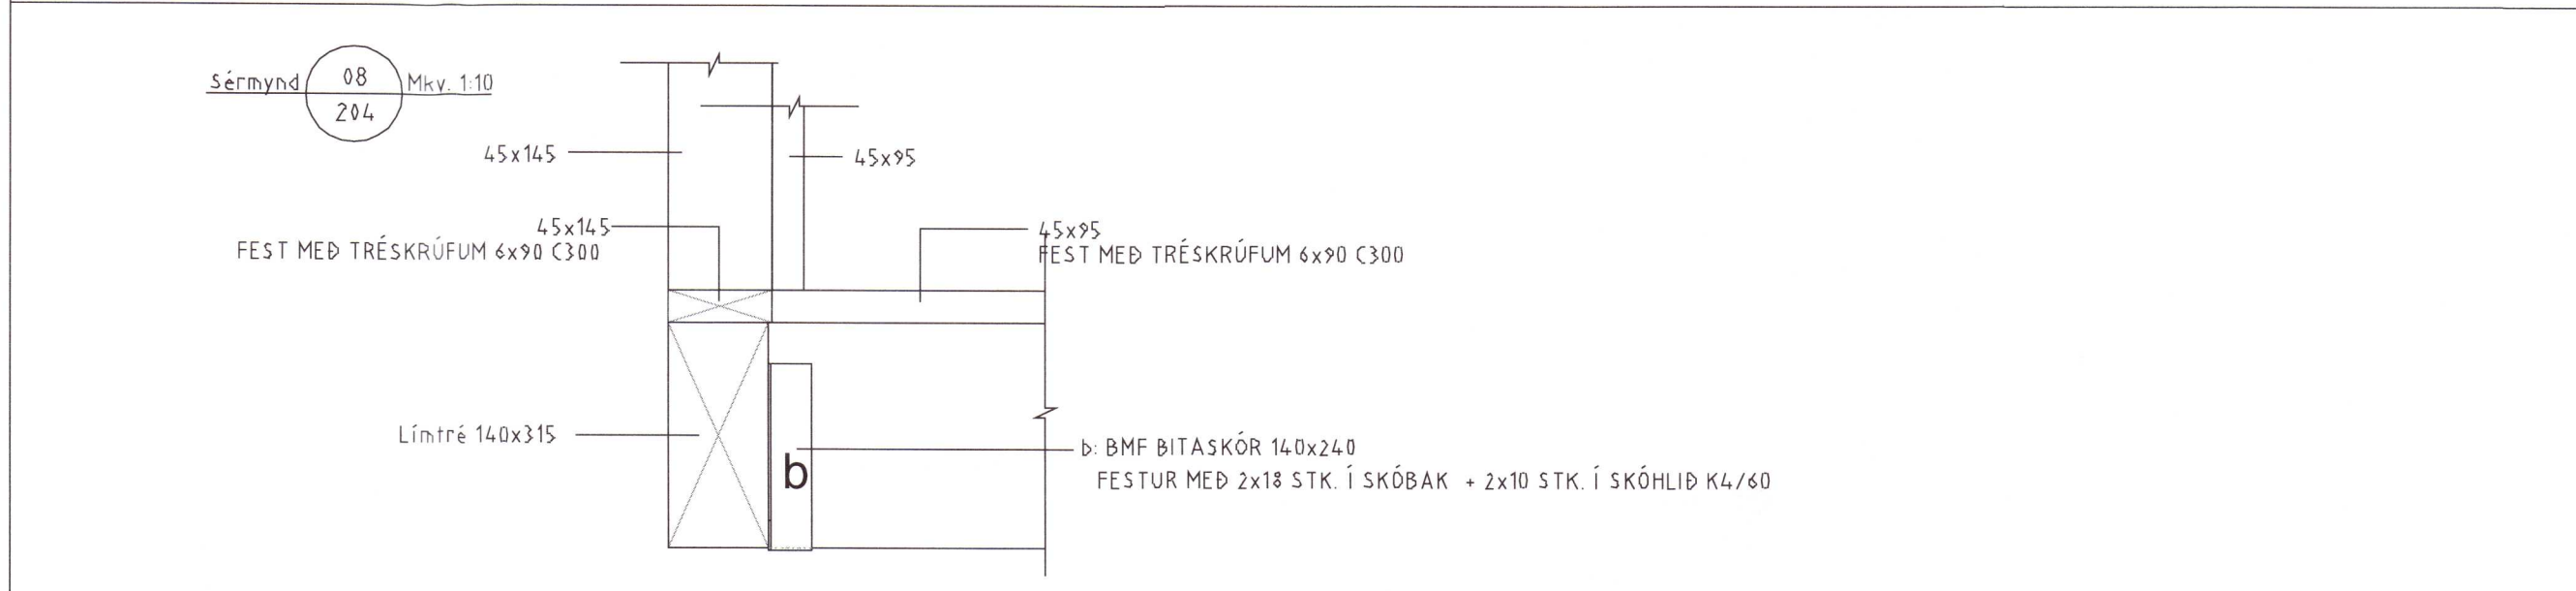 Sérmynd 08 Mkv. 1:10
204
45x145
45x95
45x145
FEST MEÐ TRÉSKRÚFUM 6x90 C300
45x95
FEST MEÐ TRÉSKRÚFUM 6x90 C300
Límtré 140x315
b
b: BMF BITASKÓR 140x240
FESTUR MEÐ 2x18 STK. Í SKÓBAK + 2x10 STK. Í SKÓHLIÐ K4/60